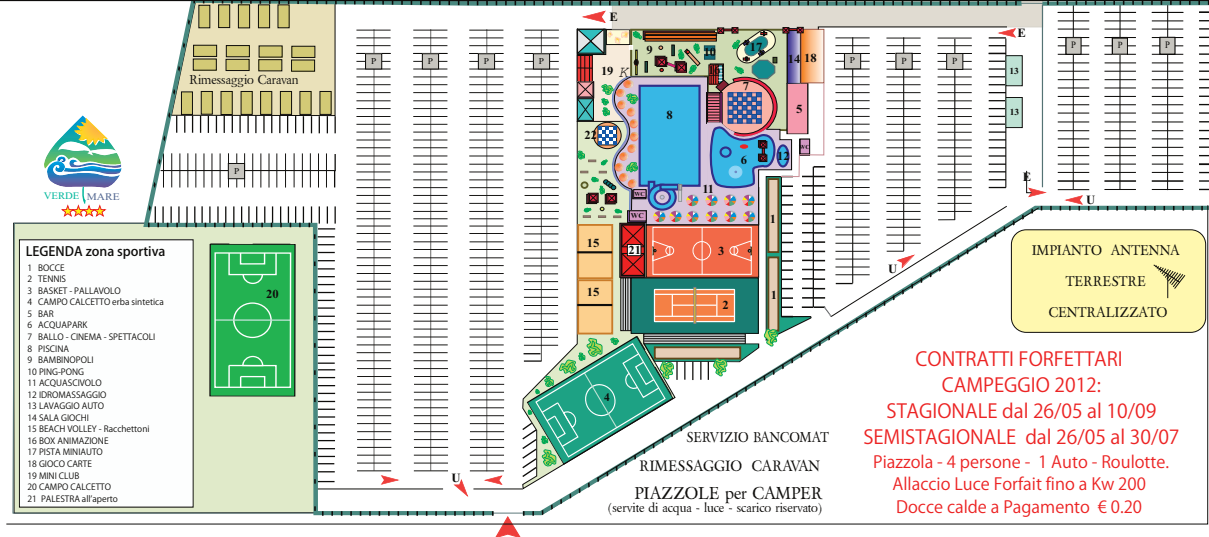 E
E
9
10
17
14
18
P
P
P
P
P
P
P
P
P
13
19
K
Rimessaggio Caravan
7
5
13
8
22
WC
6
12
P
11
E
VERDE MARE
WC
U
WC
1
LEGENDA zona sportiva
1 BOCCE
2 TENNIS
3 BASKET - PALLAVOLO
4 CAMPO CALCETTO erba sintetica
5 BAR
6 ACQUAPARK
7 BALLO - CINEMA - SPETTACOLI
8 PISCINA
9 BAMBINOPOLI
10 PING-PONG
11 ACQUASCIVOLO
12 IDROMASSAGGIO
13 LAVAGGIO AUTO
14 SALA GIOCHI
15 BEACH VOLLEY - Racchettoni
16 BOX ANIMAZIONE
17 PISTA MINIAUTO
18 GIOCO CARTE
19 MINI CLUB
20 CAMPO CALCETTO
21 PALESTRA all'aperto
20
15
21
3
U
15
1
2
4
U
IMPIANTO ANTENNA
TERRESTRE
CENTRALIZZATO
SERVIZIO BANCOMAT
RIMESSAGGIO CARAVAN
PIAZZOLE per CAMPER
(servite di acqua - luce - scarico riservato)
CONTRATTI FORFETTARI
CAMPEGGIO 2012:
STAGIONALE dal 26/05 al 10/09
SEMISTAGIONALE dal 26/05 al 30/07
Piazzola - 4 persone - 1 Auto - Roulotte.
Allaccio Luce Forfait fino a Kw 200
Docce calde a Pagamento € 0.20